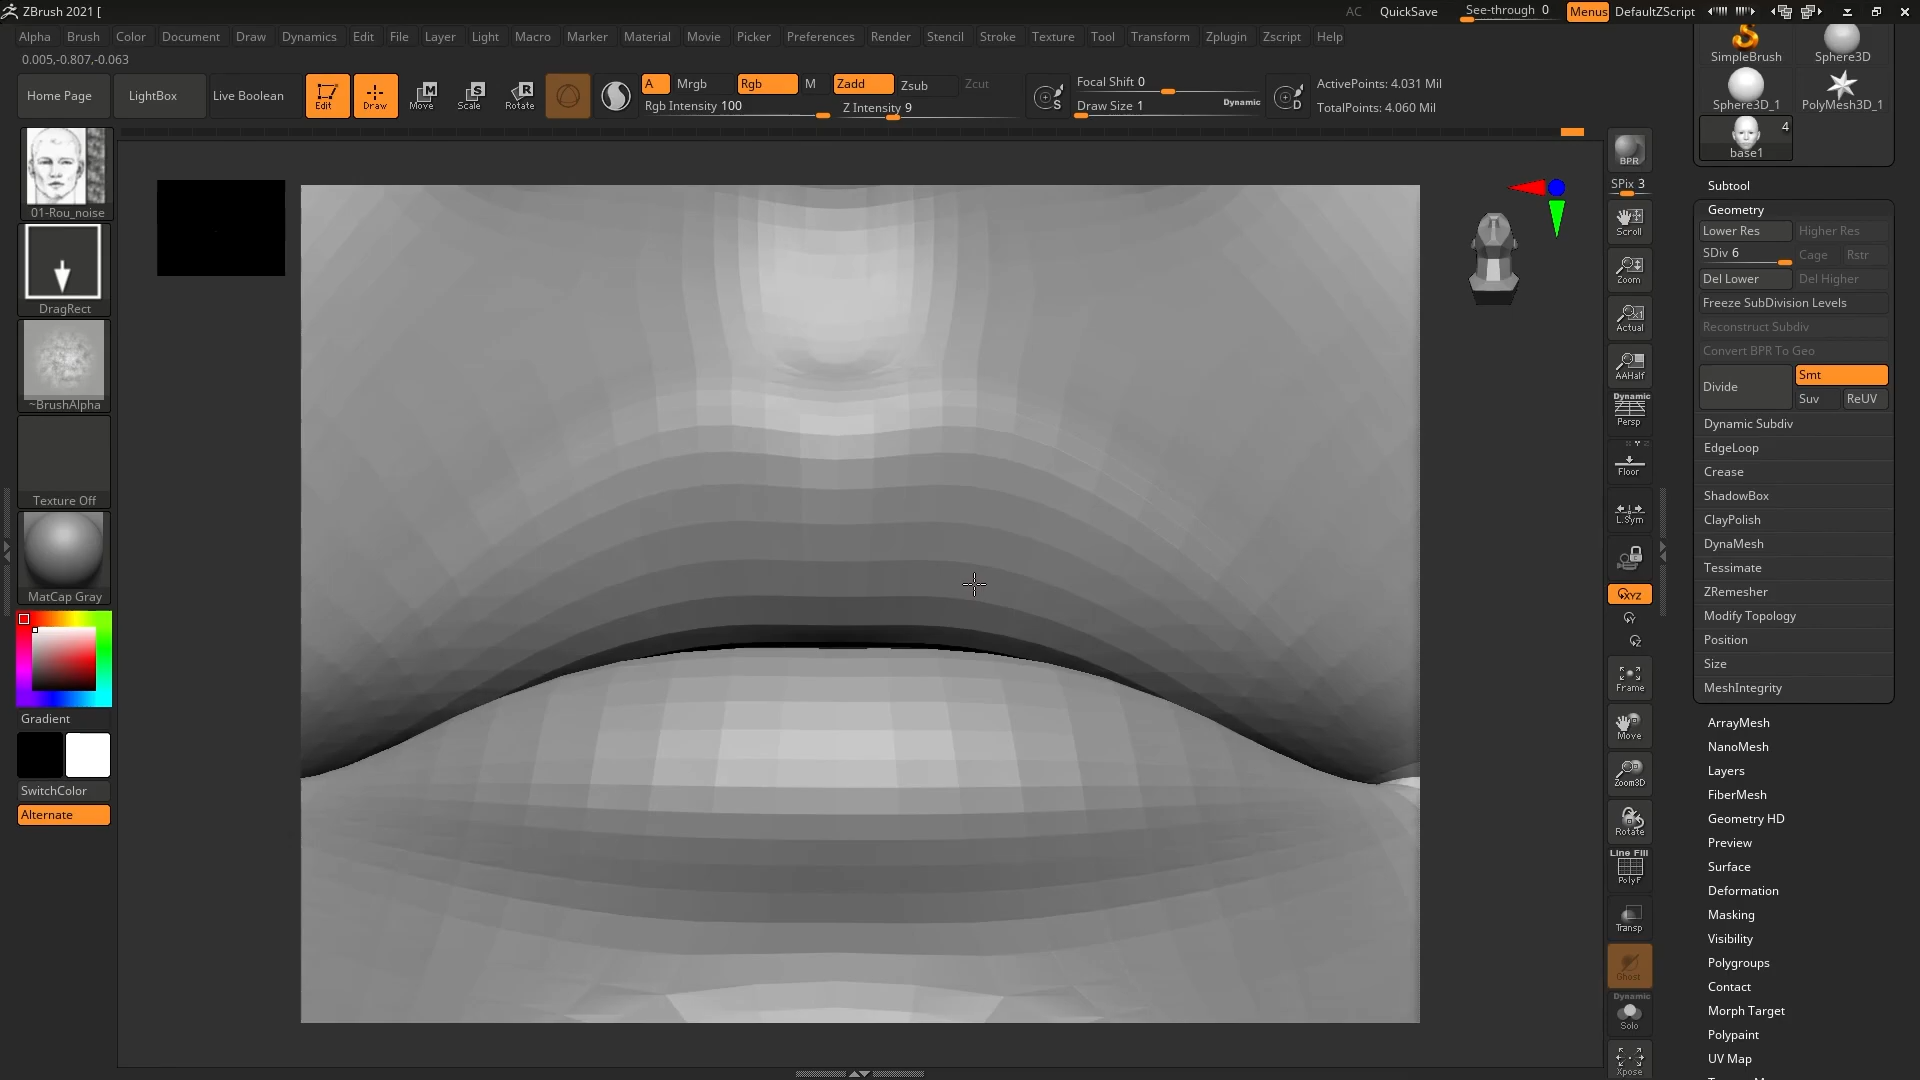 ZBrush 2021 [
AC QuickSave See-through 0 Menus DefaultZScript
Alpha Brush Color Document Draw Dynamics Edit File Layer Light Macro Marker Material Movie Picker Preferences Render Stencil Stroke Texture Tool Transform Zplugin Zscript Help
0.005,-0.807,-0.063
Home Page LightBox Live Boolean Edit Draw Move Scale Rotate
A Mrgb Rgb M Zadd Zsub Zcut
Rgb Intensity 100 Z Intensity 9
S Focal Shift 0
Draw Size 1 Dynamic
D ActivePoints: 4.031 Mil
TotalPoints: 4.060 Mil
01-Rou_noise
DragRect
~BrushAlpha
Texture Off
MatCap Gray
Gradient
SwitchColor
Alternate
BPR
SPix 3
Scroll
Zoom
Actual
AAHalf
Dynamic
Persp
Floor
L.Sym
XYZ
Y
Z
Frame
Move
Zoom3D
Rotate
Line Fill
PolyF
Transp
Ghost
Dynamic
Solo
Xpose
SimpleBrush Sphere3D
Sphere3D_1 PolyMesh3D_1
4
base1
Subtool
Geometry
Lower Res Higher Res
SDiv 6 Cage Rstr
Del Lower Del Higher
Freeze SubDivision Levels
Reconstruct Subdiv
Convert BPR To Geo
Divide Smt
Suv ReUV
Dynamic Subdiv
EdgeLoop
Crease
ShadowBox
ClayPolish
DynaMesh
Tessimate
ZRemesher
Modify Topology
Position
Size
MeshIntegrity
ArrayMesh
NanoMesh
Layers
FiberMesh
Geometry HD
Preview
Surface
Deformation
Masking
Visibility
Polygroups
Contact
Morph Target
Polypaint
UV Map